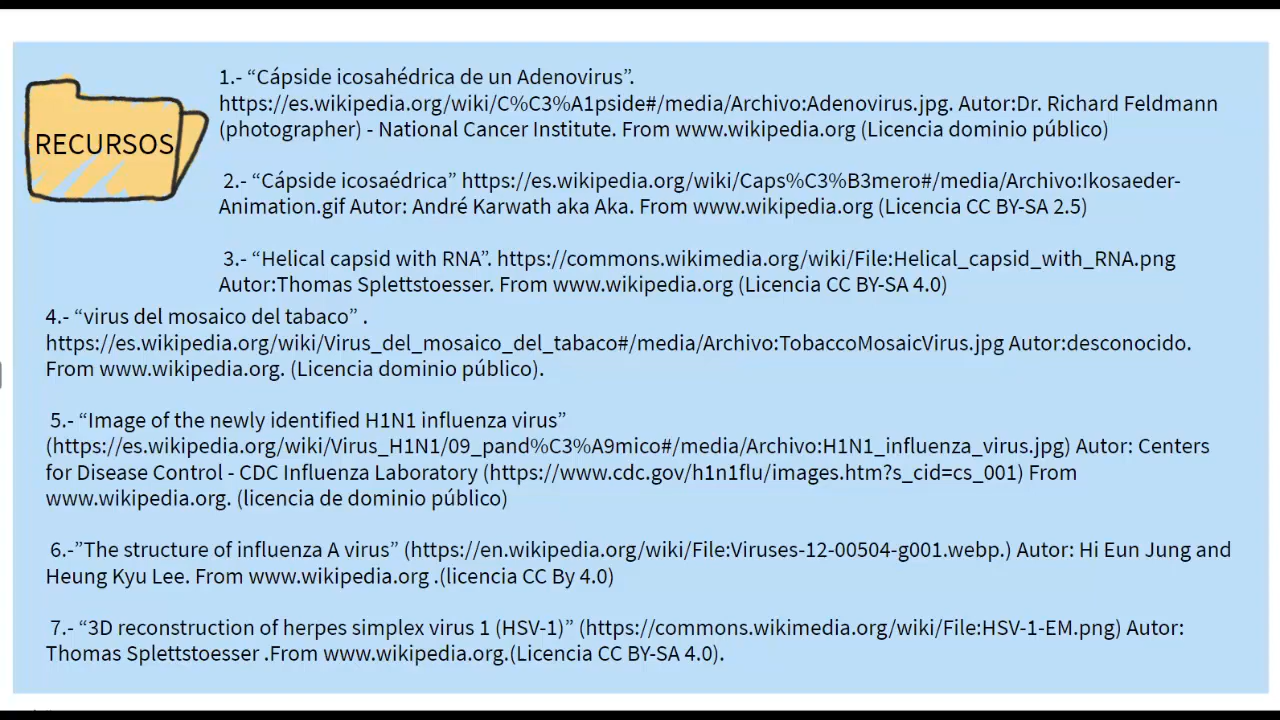 RECURSOS
1.- “Cápside icosahédrica de un Adenovirus”.
https://es.wikipedia.org/wiki/C%C3%A1pside#/media/Archivo:Adenovirus.jpg. Autor:Dr. Richard Feldmann
(photographer) - National Cancer Institute. From www.wikipedia.org (Licencia dominio público)
2.- “Cápside icosaédrica” https://es.wikipedia.org/wiki/Caps%C3%B3mero#/media/Archivo:Ikosaeder-
Animation.gif Autor: André Karwath aka Aka. From www.wikipedia.org (Licencia CC BY-SA 2.5)
3.- “Helical capsid with RNA”. https://commons.wikimedia.org/wiki/File:Helical_capsid_with_RNA.png
Autor:Thomas Splettstoesser. From www.wikipedia.org (Licencia CC BY-SA 4.0)
4.- “virus del mosaico del tabaco” .
https://es.wikipedia.org/wiki/Virus_del_mosaico_del_tabaco#/media/Archivo:TobaccoMosaicVirus.jpg Autor:desconocido.
From www.wikipedia.org. (Licencia dominio público).
5.- “Image of the newly identified H1N1 influenza virus”
(https://es.wikipedia.org/wiki/Virus_H1N1/09_pand%C3%A9mico#/media/Archivo:H1N1_influenza_virus.jpg) Autor: Centers
for Disease Control - CDC Influenza Laboratory (https://www.cdc.gov/h1n1flu/images.htm?s_cid=cs_001) From
www.wikipedia.org. (licencia de dominio público)
6.-”The structure of influenza A virus” (https://en.wikipedia.org/wiki/File:Viruses-12-00504-g001.webp.) Autor: Hi Eun Jung and
Heung Kyu Lee. From www.wikipedia.org .(licencia CC By 4.0)
7.- “3D reconstruction of herpes simplex virus 1 (HSV-1)” (https://commons.wikimedia.org/wiki/File:HSV-1-EM.png) Autor:
Thomas Splettstoesser .From www.wikipedia.org.(Licencia CC BY-SA 4.0).